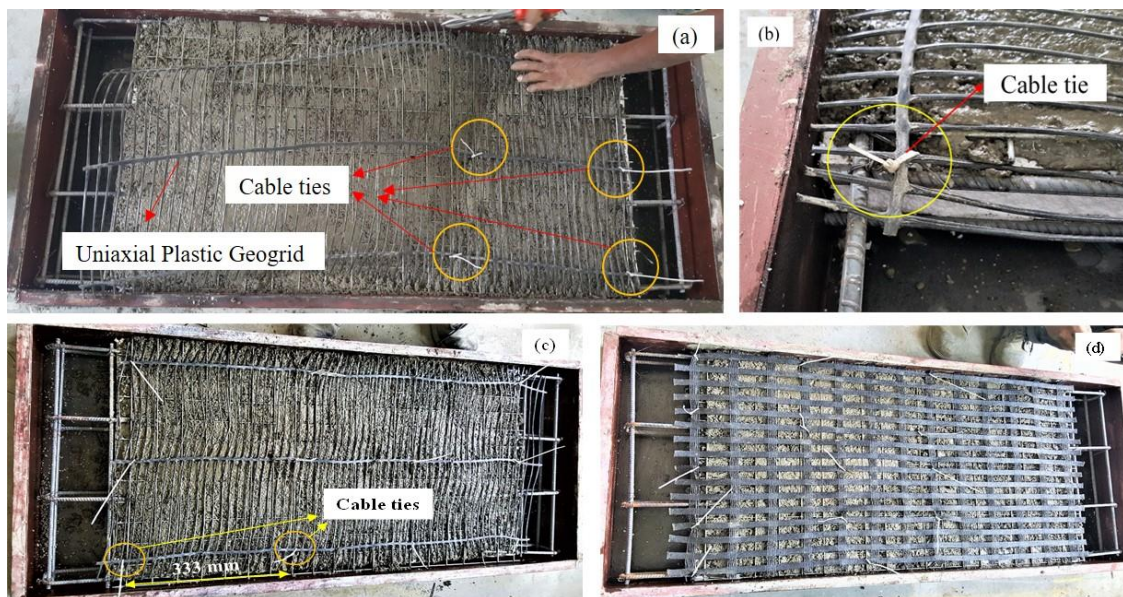 (a)
Cable ties
Uniaxial Plastic Geogrid
(b)
Cable tie
(c)
Cable ties
333 mm
(d)